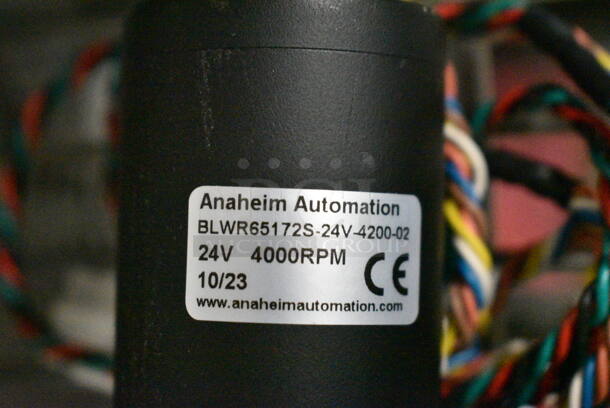 Anaheim Automation
BLWR65172S-24V-4200-02
24V 4000RPM
10/23
CE
www.anaheimautomation.com